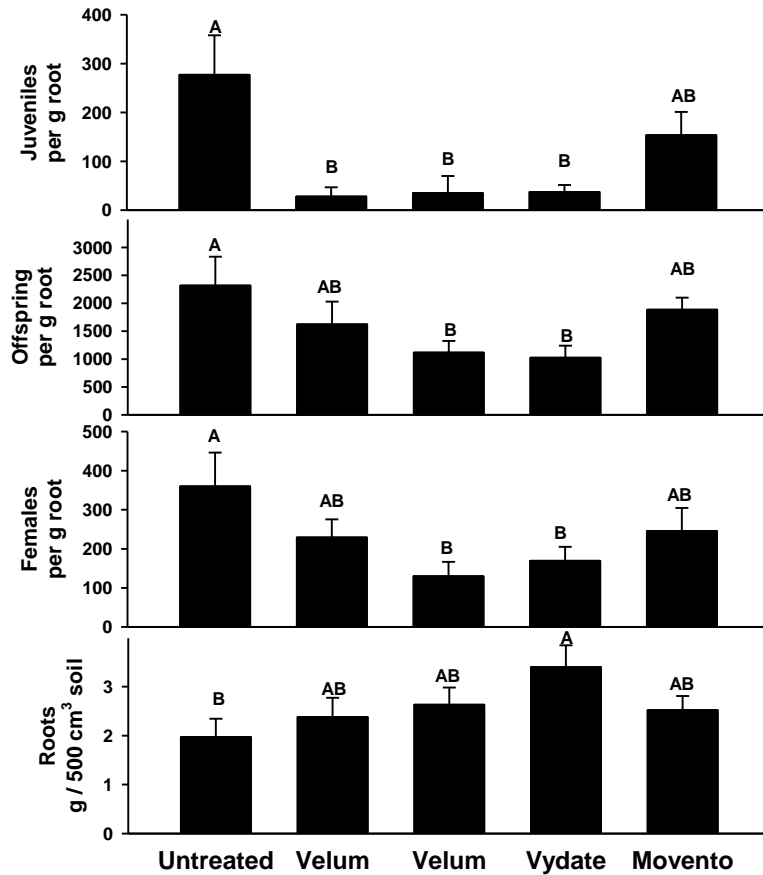 400
300
200
100
0
Juveniles
per g root
A
B
B
B
AB
3000
2500
2000
1500
1000
500
0
Offspring
per g root
A
AB
B
B
AB
500
400
300
200
100
0
Females
per g root
A
AB
B
B
AB
3
2
1
0
Roots
g / 500 cm³ soil
B
AB
AB
A
AB
Untreated Velum Velum Vydate Movento